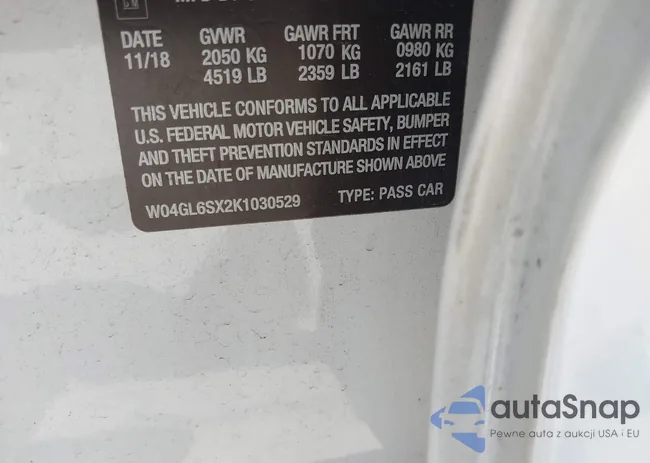 GM
DATE GVWR GAWR FRT GAWR RR
11/18 2050 KG 1070 KG 0980 KG
4519 LB 2359 LB 2161 LB
THIS VEHICLE CONFORMS TO ALL APPLICABLE
U.S. FEDERAL MOTOR VEHICLE SAFETY, BUMPER
AND THEFT PREVENTION STANDARDS IN EFFECT
ON THE DATE OF MANUFACTURE SHOWN ABOVE
W04GL6SX2K1030529 TYPE: PASS CAR
autaSnap
Pewne auta z aukcji USA i EU